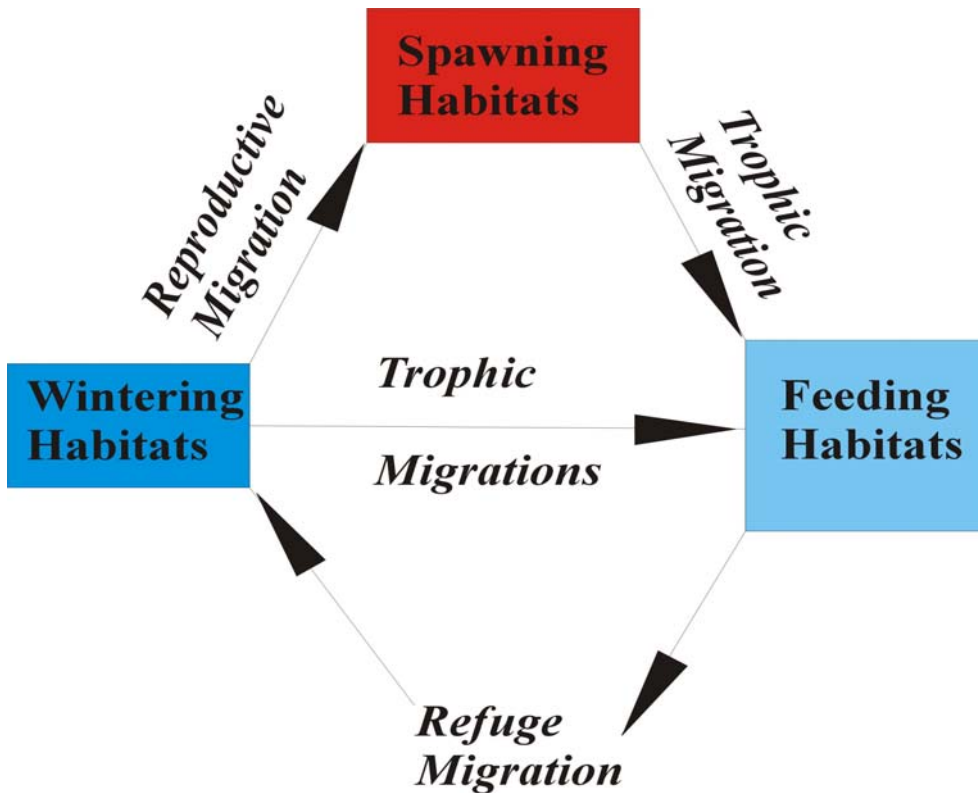 Spawning
Habitats
Reproductive
Migration
Trophic
Migration
Wintering
Habitats
Trophic
Migrations
Feeding
Habitats
Refuge
Migration